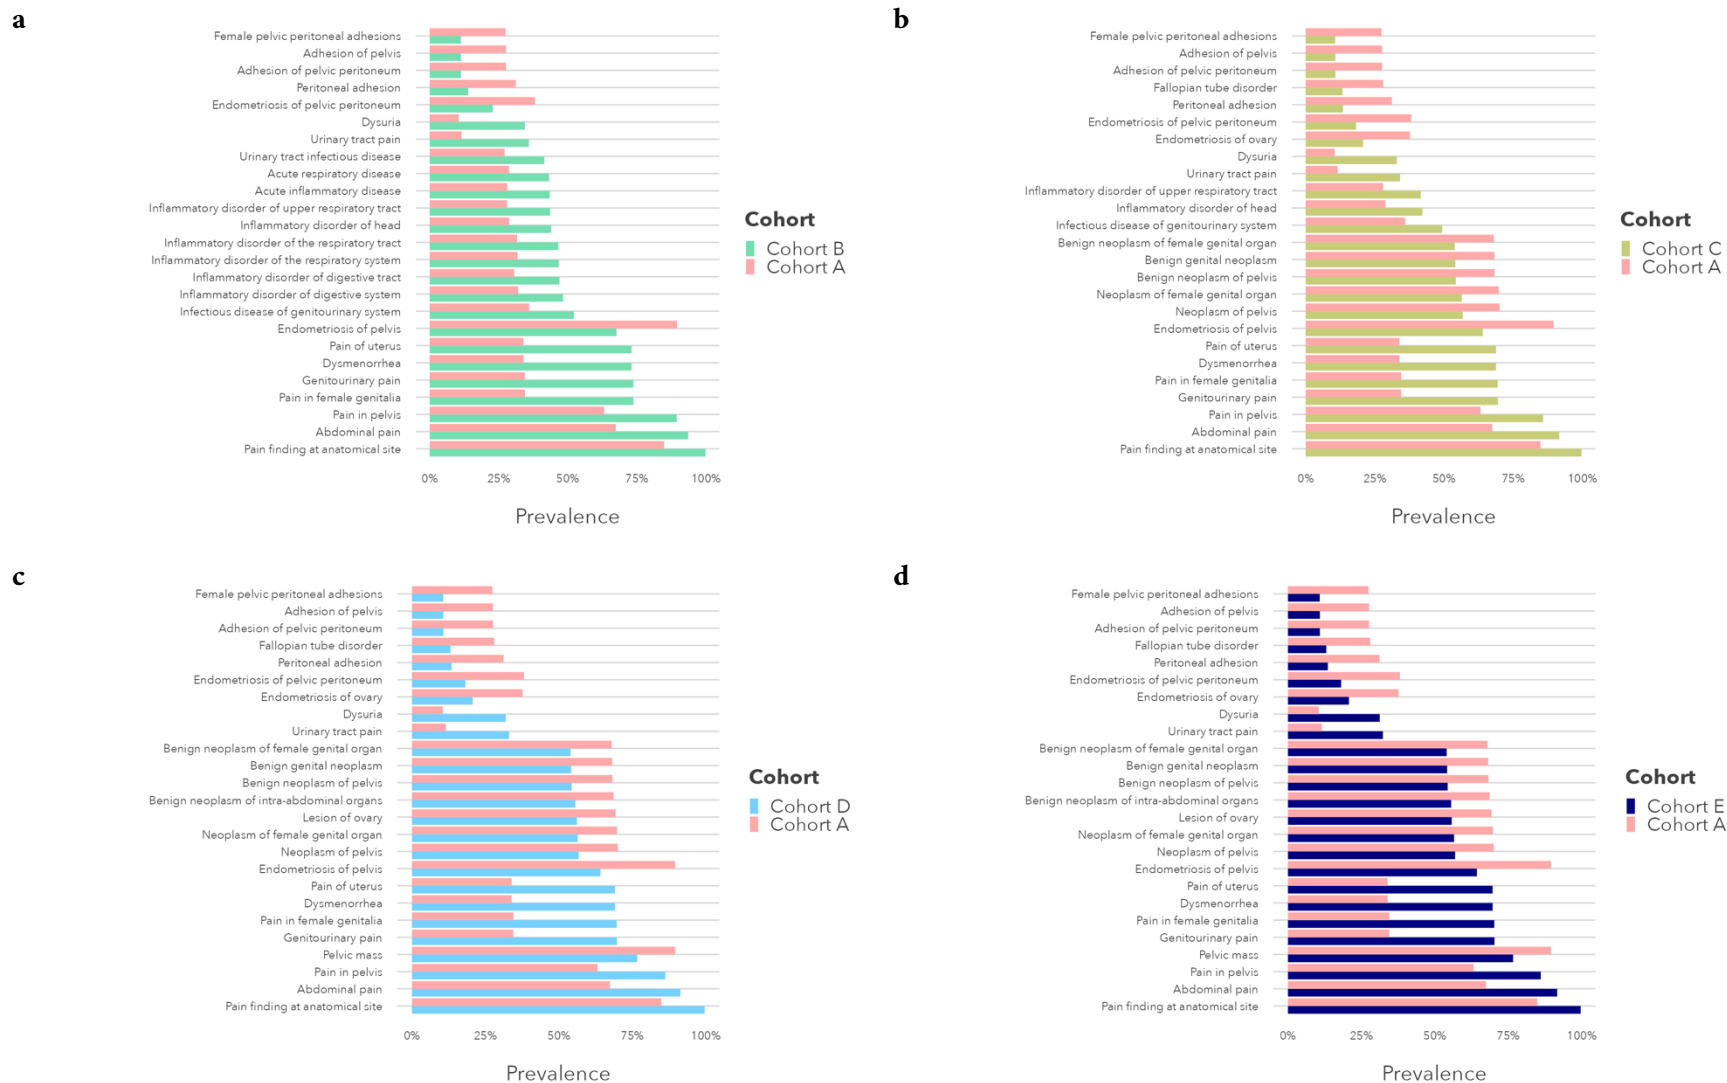 a
Female pelvic peritoneal adhesions
Adhesion of pelvis
Adhesion of pelvic peritoneum
Peritoneal adhesion
Endometriosis of pelvic peritoneum
Dysuria
Urinary tract pain
Urinary tract infectious disease
Acute respiratory disease
Acute inflammatory disease
Inflammatory disorder of upper respiratory tract
Inflammatory disorder of head
Inflammatory disorder of the respiratory tract
Inflammatory disorder of the respiratory system
Inflammatory disorder of digestive tract
Inflammatory disorder of digestive system
Infectious disease of genitourinary system
Endometriosis of pelvis
Pain of uterus
Dysmenorrhea
Genitourinary pain
Pain in female genitalia
Pain in pelvis
Abdominal pain
Pain finding at anatomical site
0% 25% 50% 75% 100%
Prevalence
Cohort
Cohort B
Cohort A
b
Female pelvic peritoneal adhesions
Adhesion of pelvis
Adhesion of pelvic peritoneum
Fallopian tube disorder
Peritoneal adhesion
Endometriosis of pelvic peritoneum
Endometriosis of ovary
Dysuria
Urinary tract pain
Inflammatory disorder of upper respiratory tract
Inflammatory disorder of head
Infectious disease of genitourinary system
Benign neoplasm of female genital organ
Benign genital neoplasm
Benign neoplasm of pelvis
Neoplasm of female genital organ
Neoplasm of pelvis
Endometriosis of pelvis
Pain of uterus
Dysmenorrhea
Pain in female genitalia
Genitourinary pain
Pain in pelvis
Abdominal pain
Pain finding at anatomical site
0% 25% 50% 75% 100%
Prevalence
Cohort
Cohort C
Cohort A
c
Female pelvic peritoneal adhesions
Adhesion of pelvis
Adhesion of pelvic peritoneum
Fallopian tube disorder
Peritoneal adhesion
Endometriosis of pelvic peritoneum
Endometriosis of ovary
Dysuria
Urinary tract pain
Benign neoplasm of female genital organ
Benign genital neoplasm
Benign neoplasm of pelvis
Benign neoplasm of intra-abdominal organs
Lesion of ovary
Neoplasm of female genital organ
Neoplasm of pelvis
Endometriosis of pelvis
Pain of uterus
Dysmenorrhea
Pain in female genitalia
Genitourinary pain
Pelvic mass
Pain in pelvis
Abdominal pain
Pain finding at anatomical site
0% 25% 50% 75% 100%
Prevalence
Cohort
Cohort D
Cohort A
d
Female pelvic peritoneal adhesions
Adhesion of pelvis
Adhesion of pelvic peritoneum
Fallopian tube disorder
Peritoneal adhesion
Endometriosis of pelvic peritoneum
Endometriosis of ovary
Dysuria
Urinary tract pain
Benign neoplasm of female genital organ
Benign genital neoplasm
Benign neoplasm of pelvis
Benign neoplasm of intra-abdominal organs
Lesion of ovary
Neoplasm of female genital organ
Neoplasm of pelvis
Endometriosis of pelvis
Pain of uterus
Dysmenorrhea
Pain in female genitalia
Genitourinary pain
Pelvic mass
Pain in pelvis
Abdominal pain
Pain finding at anatomical site
0% 25% 50% 75% 100%
Prevalence
Cohort
Cohort E
Cohort A